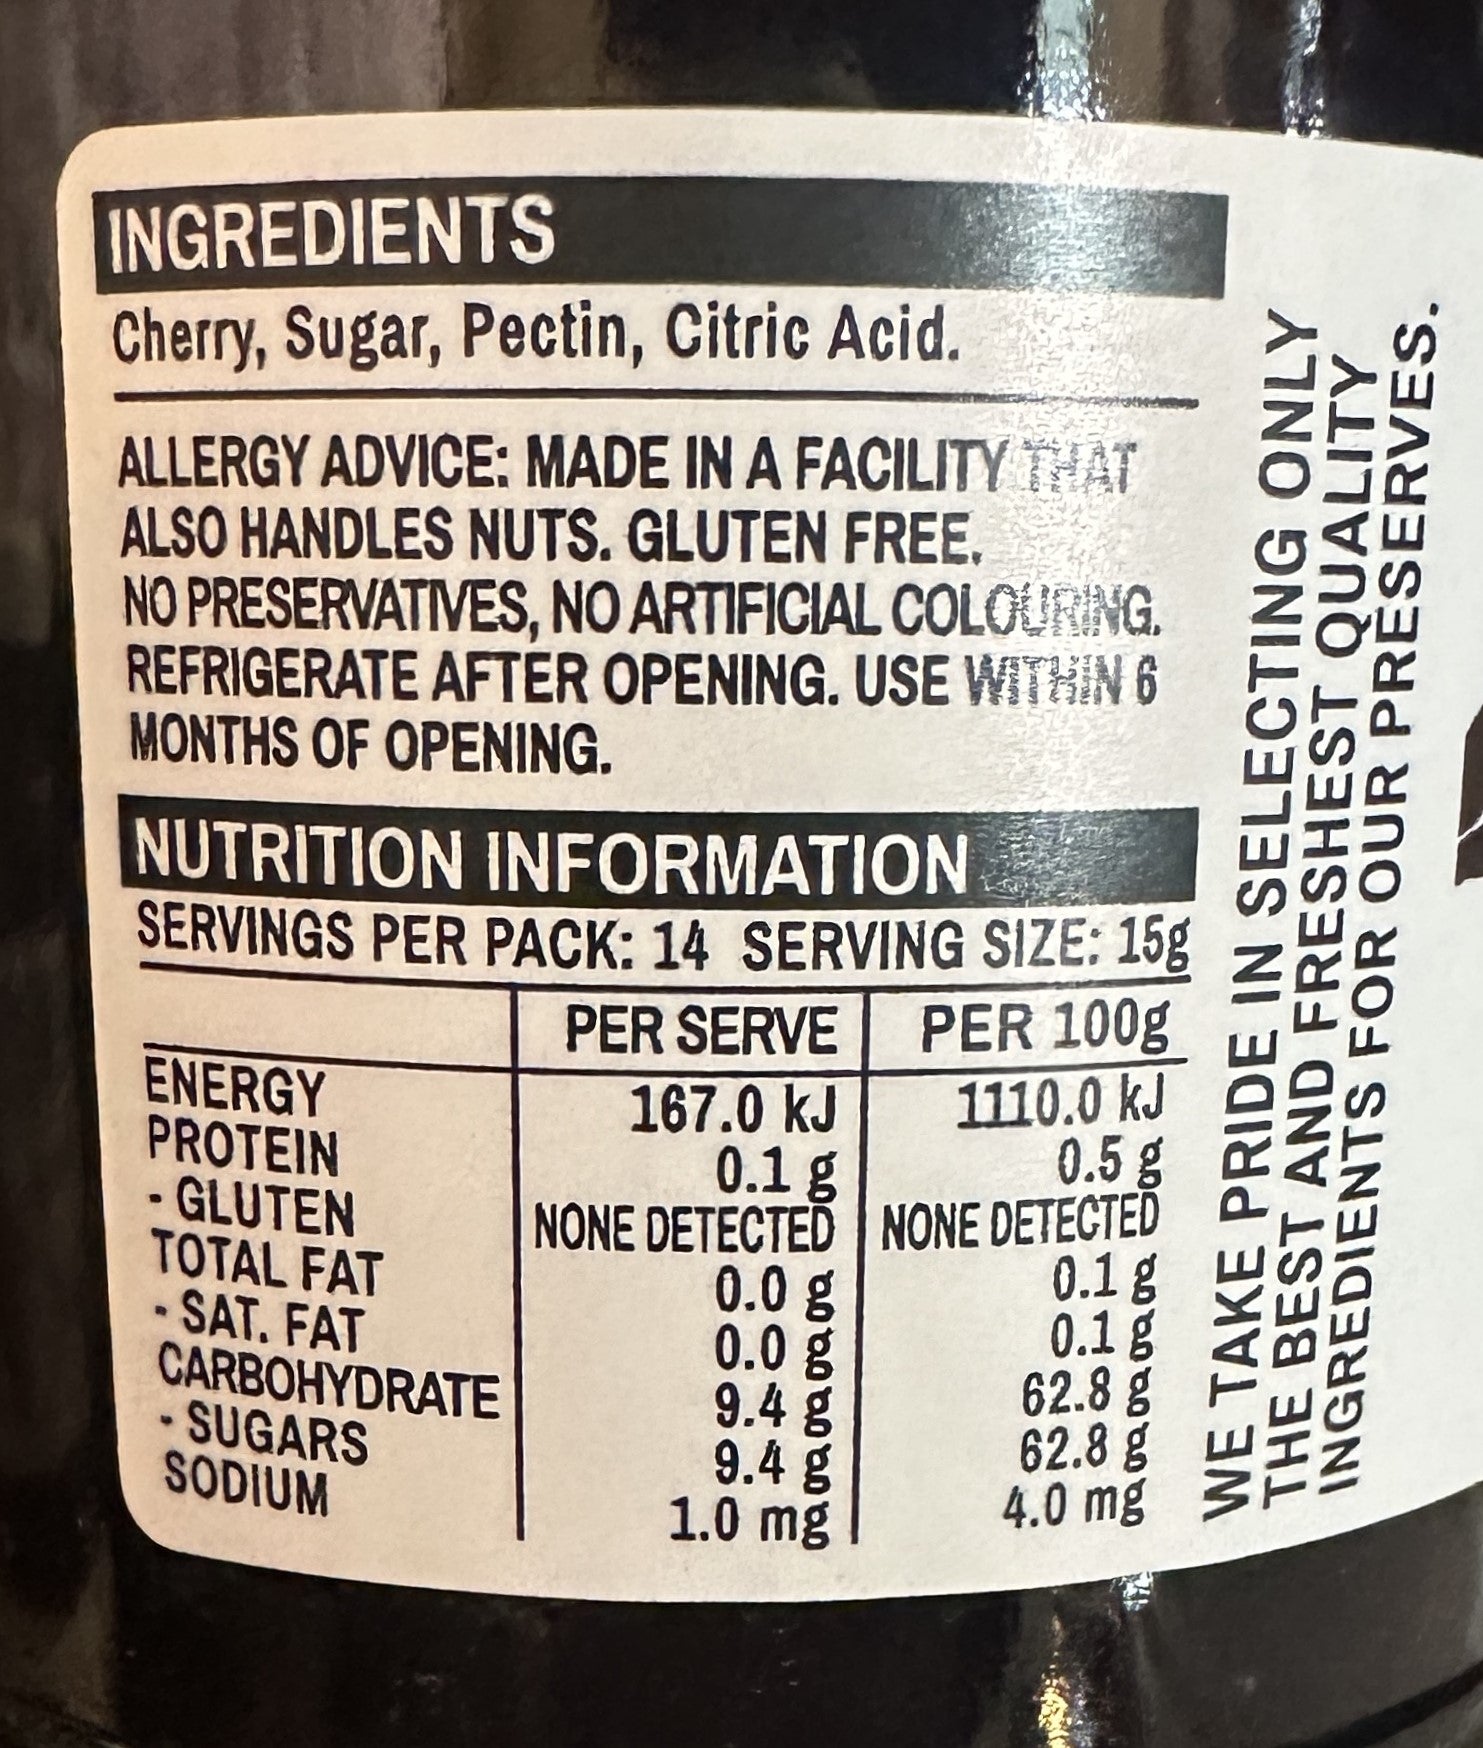 INGREDIENTS
Cherry, Sugar, Pectin, Citric Acid.
ALLERGY ADVICE: MADE IN A FACILITY THAT
ALSO HANDLES NUTS. GLUTEN FREE.
NO PRESERVATIVES, NO ARTIFICIAL COLOURING.
REFRIGERATE AFTER OPENING. USE WITHIN 6
MONTHS OF OPENING.
NUTRITION INFORMATION
SERVINGS PER PACK: 14 SERVING SIZE: 15g
PER SERVE PER 100g
ENERGY 167.0 kJ 1110.0 kJ
PROTEIN 0.1 g 0.5 g
- GLUTEN NONE DETECTED NONE DETECTED
TOTAL FAT 0.0 g 0.1 g
- SAT. FAT 0.0 g 0.1 g
CARBOHYDRATE 9.4 g 62.8 g
- SUGARS 9.4 g 62.8 g
SODIUM 1.0 mg 4.0 mg
WE TAKE PRIDE IN SELECTING ONLY
THE BEST AND FRESHEST QUALITY
INGREDIENTS FOR OUR PRESERVES.